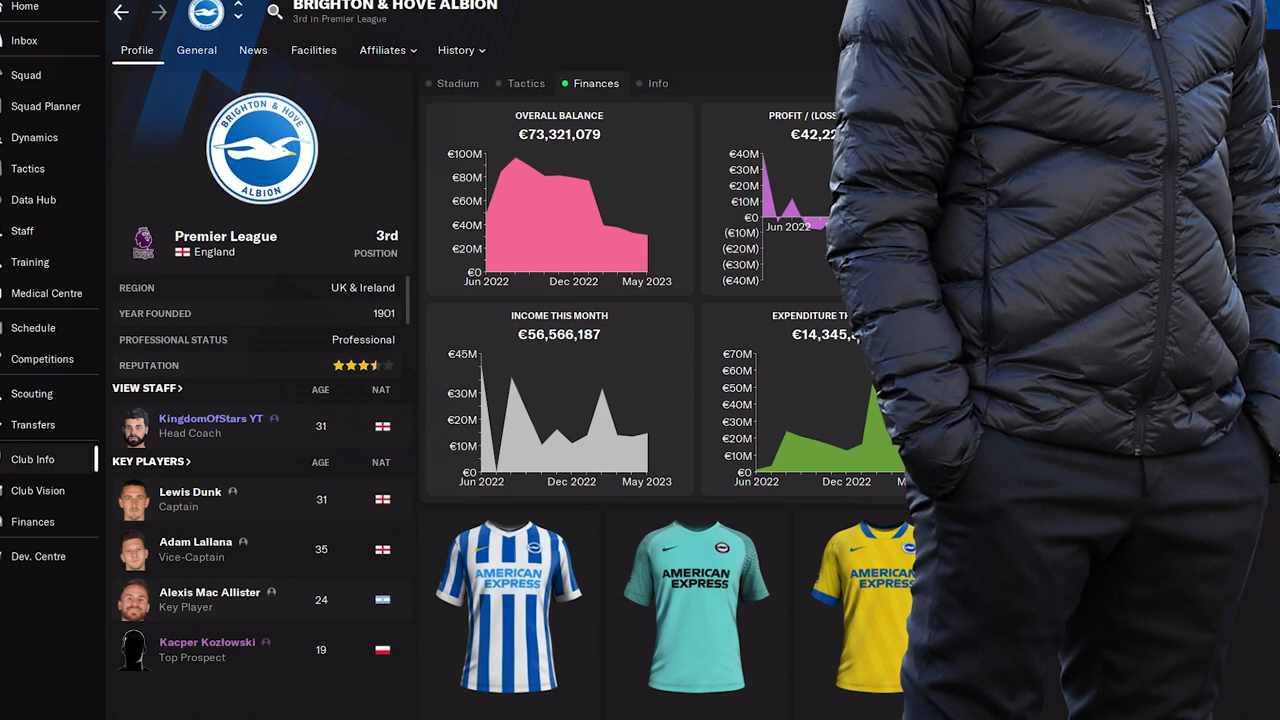 Home
Inbox
Squad
Squad Planner
Dynamics
Tactics
Data Hub
Staff
Training
Medical Centre
Schedule
Competitions
Scouting
Transfers
Club Info
Club Vision
Finances
Dev. Centre
BRIGHTON & HOVE ALBION
3rd in Premier League
Profile General News Facilities Affiliates History
BRIGHTON & HOVE
ALBION
Premier League 3rd
England POSITION
REGION UK & Ireland
YEAR FOUNDED 1901
PROFESSIONAL STATUS Professional
REPUTATION
VIEW STAFF AGE NAT
KingdomOfStars YT
Head Coach 31
KEY PLAYERS AGE NAT
Lewis Dunk
Captain 31
Adam Lallana
Vice-Captain 35
Alexis Mac Allister
Key Player 24
Kacper Kozlowski
Top Prospect 19
Stadium Tactics Finances Info
OVERALL BALANCE
€73,321,079
€100M
€80M
€60M
€40M
€20M
€0
Jun 2022 Dec 2022 May 2023
PROFIT / (LOSS
€42,22
€40M
€30M
€20M
€10M
€0
Jun 2022
(€10M)
(€20M)
(€30M)
(€40M)
INCOME THIS MONTH
€56,566,187
€45M
€30M
€20M
€10M
€0
Jun 2022 Dec 2022 May 2023
EXPENDITURE TH
€14,345,
€70M
€60M
€50M
€40M
€30M
€20M
€10M
€0
Jun 2022 Dec 2022 M
AMERICAN
EXPRESS
AMERICAN
EXPRESS
AMERICAN
EXPRESS